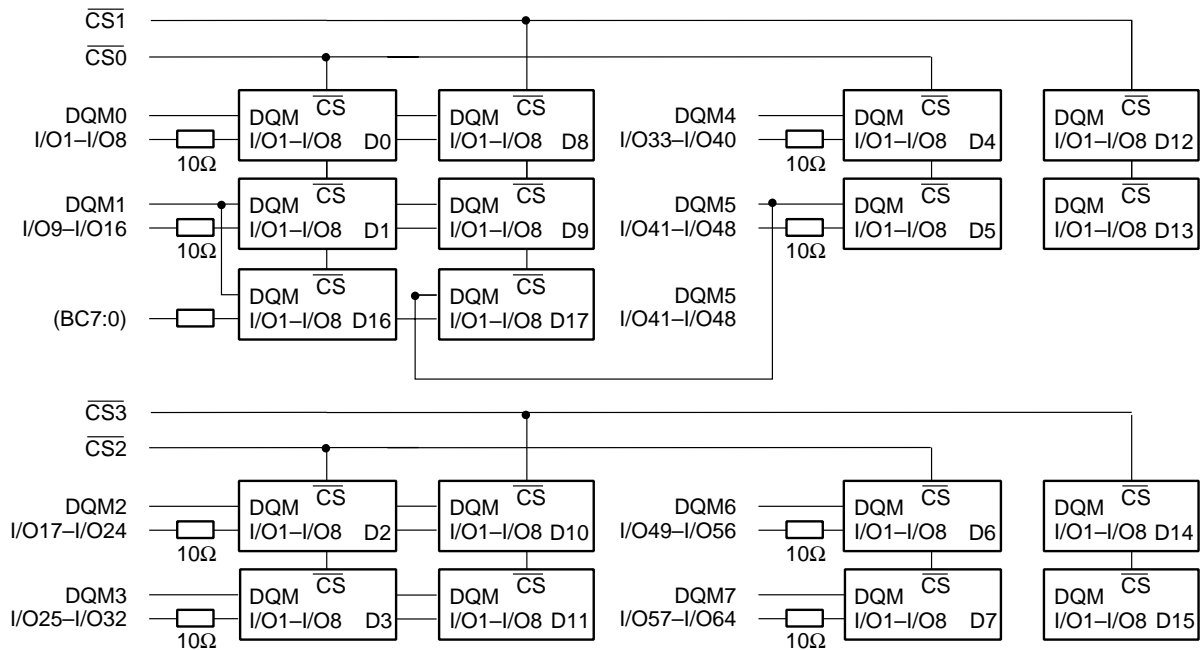 CS1
CS0
DQM0
I/O1–I/O8
10Ω
DQM CS
I/O1–I/O8 D0
DQM CS
I/O1–I/O8 D8
DQM4
I/O33–I/O40
10Ω
DQM CS
I/O1–I/O8 D4
DQM CS
I/O1–I/O8 D12
DQM1
I/O9–I/O16
10Ω
DQM CS
I/O1–I/O8 D1
DQM CS
I/O1–I/O8 D9
DQM5
I/O41–I/O48
10Ω
DQM CS
I/O1–I/O8 D5
DQM CS
I/O1–I/O8 D13
(BC7:0)
DQM CS
I/O1–I/O8 D16
DQM CS
I/O1–I/O8 D17
DQM5
I/O41–I/O48
CS3
CS2
DQM2
I/O17–I/O24
10Ω
DQM CS
I/O1–I/O8 D2
DQM CS
I/O1–I/O8 D10
DQM6
I/O49–I/O56
10Ω
DQM CS
I/O1–I/O8 D6
DQM CS
I/O1–I/O8 D14
DQM3
I/O25–I/O32
10Ω
DQM CS
I/O1–I/O8 D3
DQM CS
I/O1–I/O8 D11
DQM7
I/O57–I/O64
10Ω
DQM CS
I/O1–I/O8 D7
DQM CS
I/O1–I/O8 D15